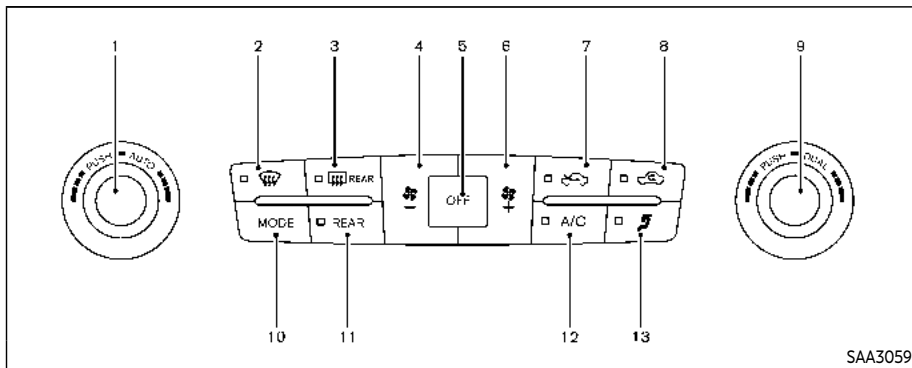 1 2 3 4 5 6 7 8 9
PUSH AUTO
REAR
PUSH DUAL
OFF
MODE
REAR
A/C
10 11 12 13
SAA3059